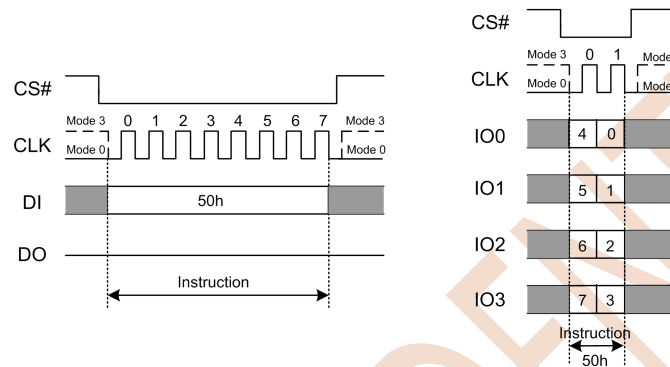 CS#
Mode 3 0 1 2 3 4 5 6 7 Mode 3
CLK Mode 0 Mode 0
DI 50h
DO
Instruction
CS#
Mode 3 0 1 Mode
CLK Mode 0 Mode
IO0 4 0
IO1 5 1
IO2 6 2
IO3 7 3
Instruction
50h